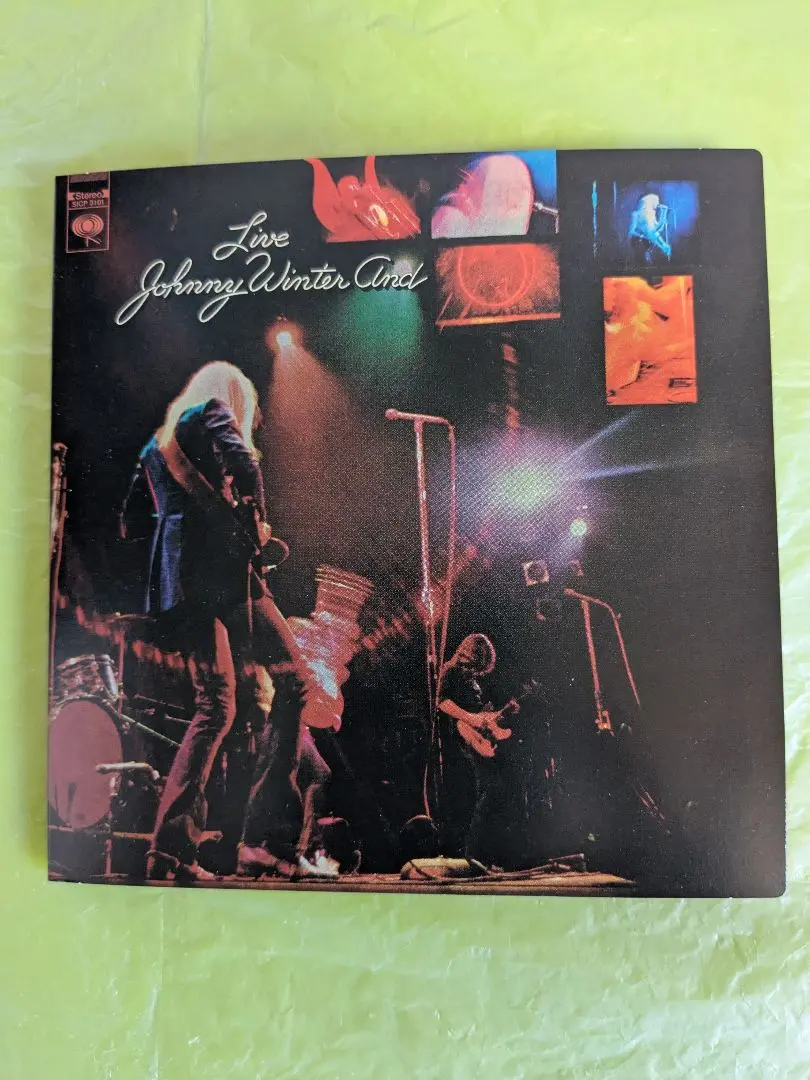 Stereo
SICP 3101
Live
Johnny Winter And